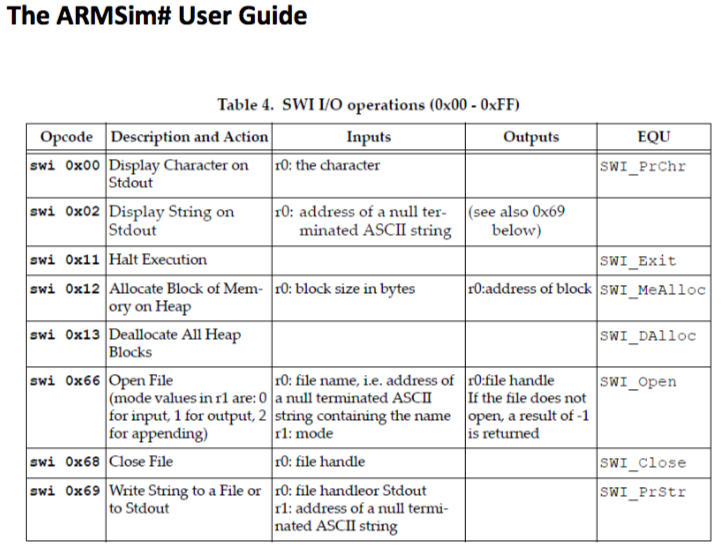 The ARMSim# User Guide
Table 4. SWI I/O operations (0x00 - 0xFF)
Opcode Description and Action Inputs Outputs EQU
swi 0x00 Display Character on r0: the character SWI_PrChr
Stdout
swi 0x02 Display String on r0: address of a null ter- (see also 0x69
Stdout minated ASCII string below)
swi 0x11 Halt Execution SWI_Exit
swi 0x12 Allocate Block of Mem- r0: block size in bytes r0:address of block SWI_MeAlloc
ory on Heap
swi 0x13 Deallocate All Heap SWI_DAlloc
Blocks
swi 0x66 Open File r0: file name, i.e. address of r0:file handle SWI_Open
(mode values in r1 are: 0 a null terminated ASCII If the file does not
for input, 1 for output, 2 string containing the name open, a result of -1
for appending) r1: mode is returned
swi 0x68 Close File r0: file handle SWI_Close
swi 0x69 Write String to a File or r0: file handleor Stdout SWI_PrStr
to Stdout r1: address of a null termi-
nated ASCII string